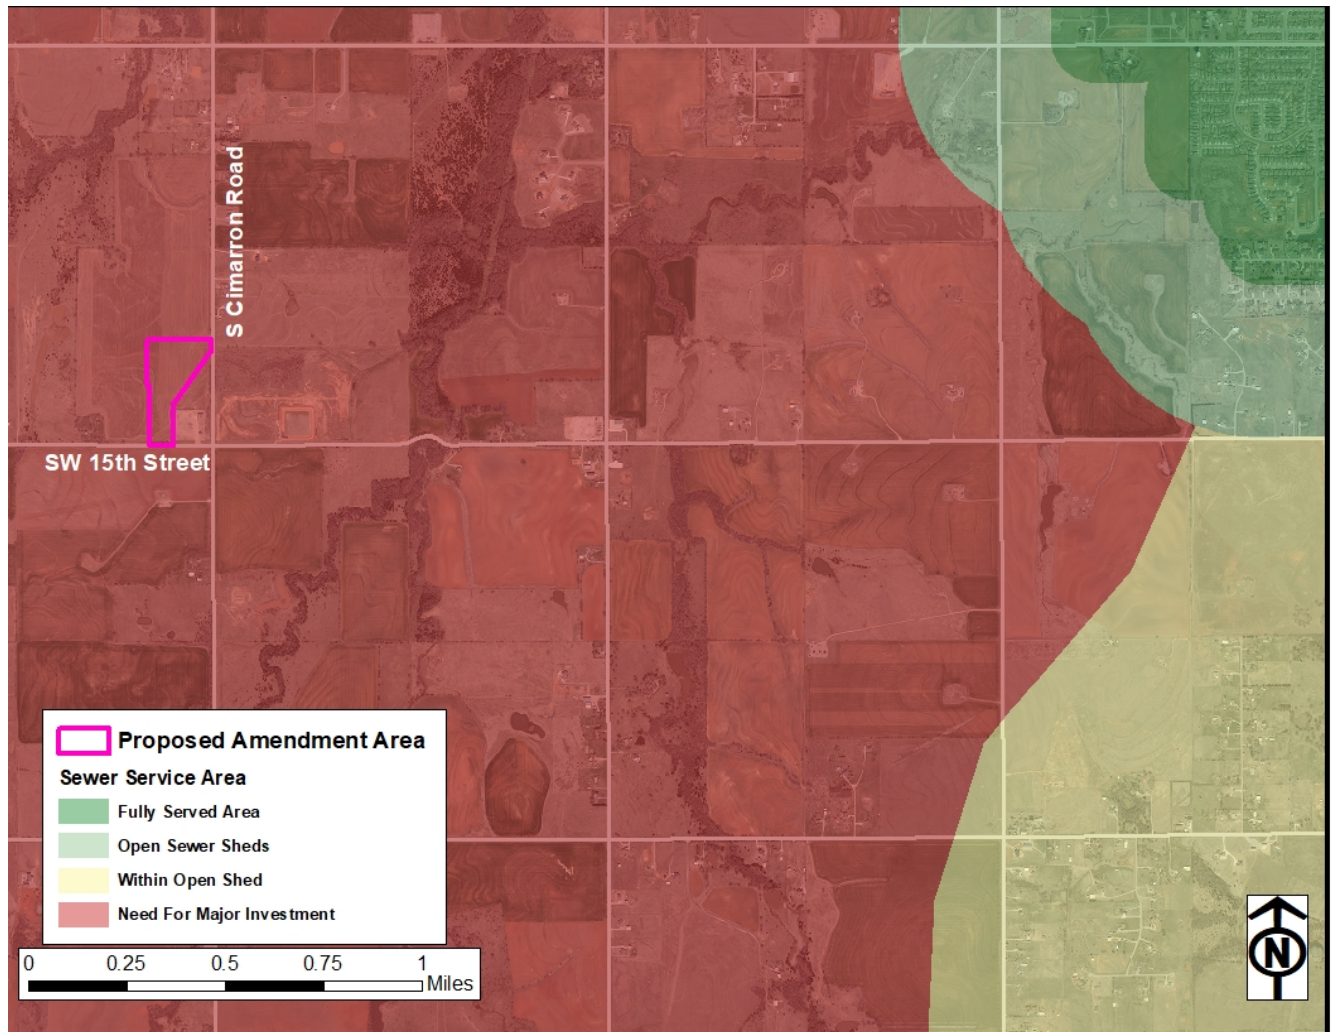 S Cimarron Road
SW 15th Street
Proposed Amendment Area
Sewer Service Area
Fully Served Area
Open Sewer Sheds
Within Open Shed
Need For Major Investment
0 0.25 0.5 0.75 1
Miles
N